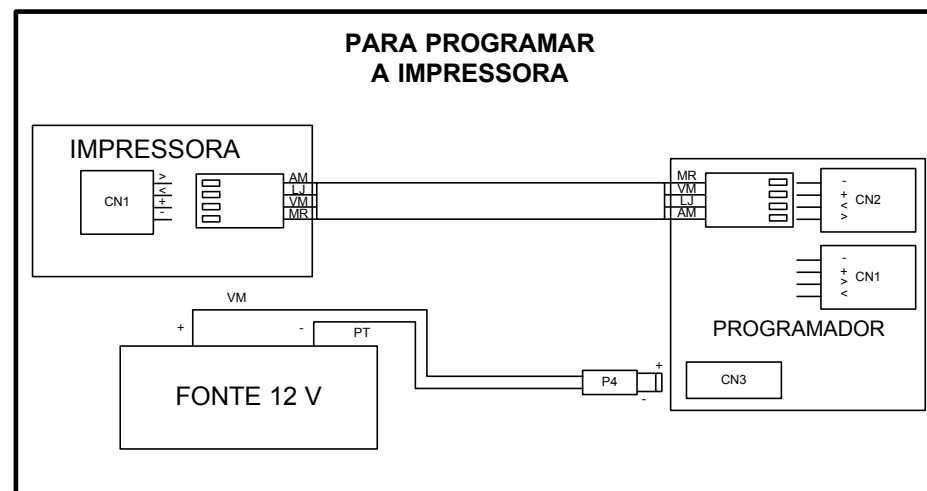 PARA PROGRAMAR
A IMPRESSORA
IMPRESSORA
CN1
>
<
+
-
AM
LJ
VM
MR
MR
VM
LJ
AM
-
+
<
>
CN2
-
+
>
<
CN1
PROGRAMADOR
VM
+
-
PT
FONTE 12 V
P4
+
-
CN3